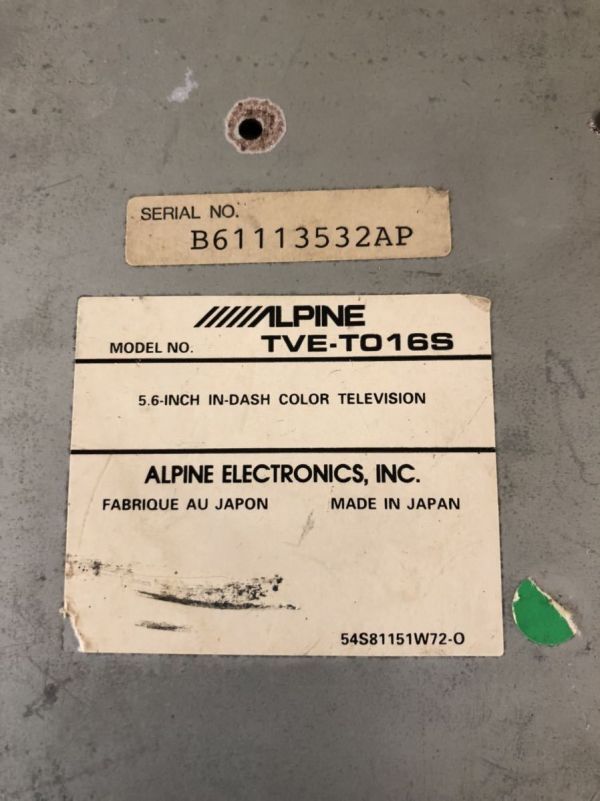 SERIAL NO.
B61113532AP
ALPINE
MODEL NO. TVE-T016S
5.6-INCH IN-DASH COLOR TELEVISION
ALPINE ELECTRONICS, INC.
FABRIQUE AU JAPON MADE IN JAPAN
54S81151W72-O